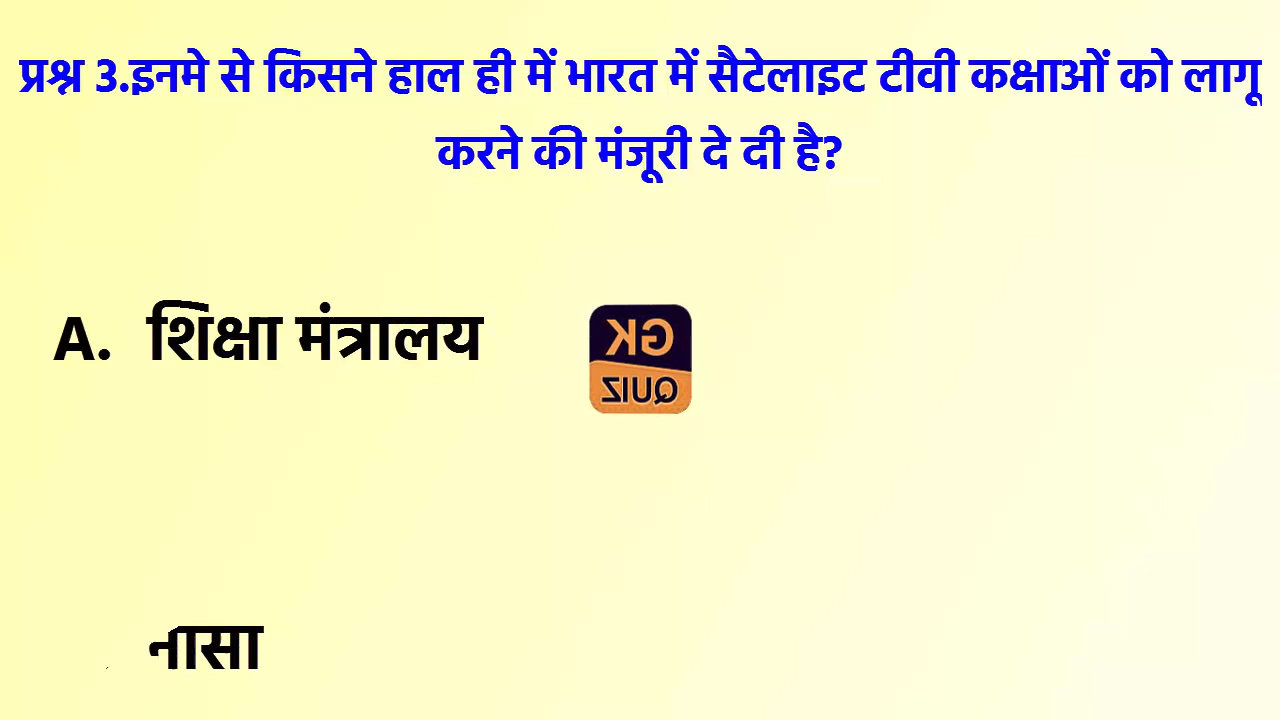 प्रश्न 3.इनमे से किसने हाल ही में भारत में सैटेलाइट टीवी कक्षाओं को लागू
करने की मंजूरी दे दी है?
A. शिक्षा मंत्रालय
GK
QUIZ
नासा